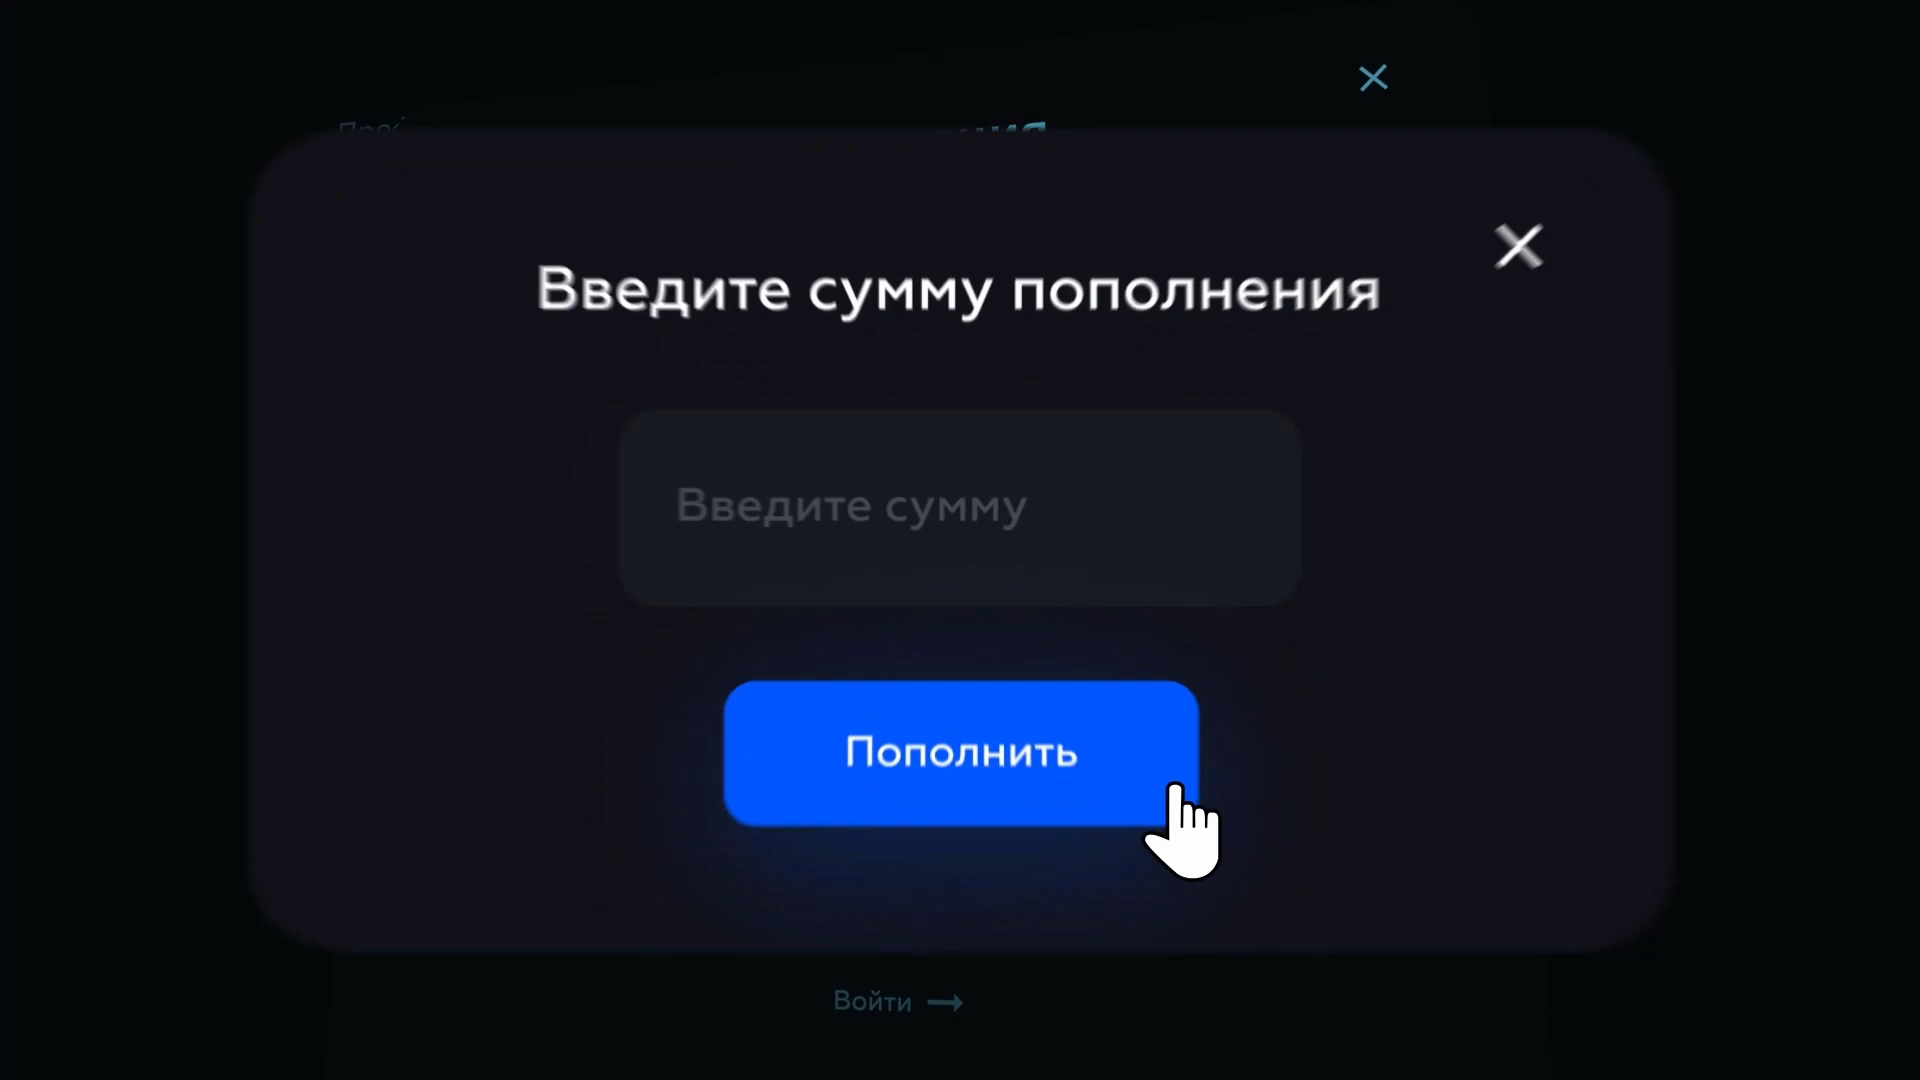 Введите сумму пополнения
Введите сумму
Пополнить
Войти